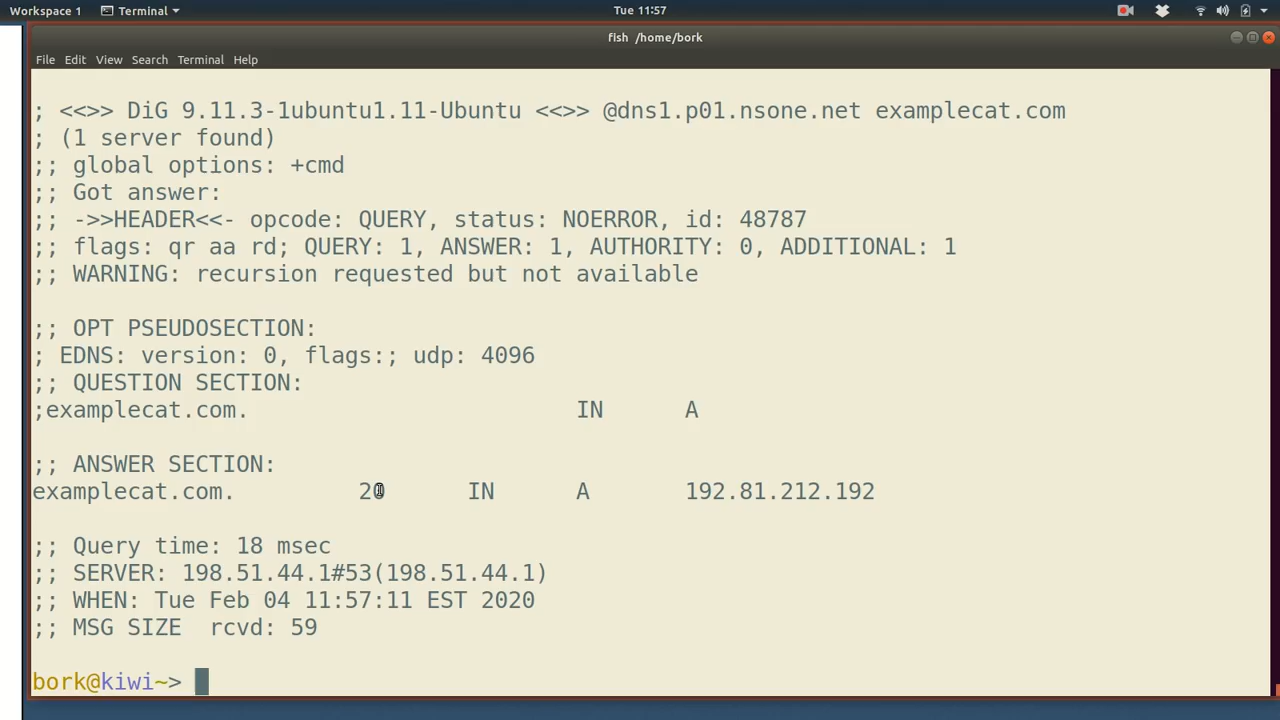 Workspace 1 Terminal Tue 11:57
fish /home/bork
File Edit View Search Terminal Help
; <<>> DiG 9.11.3-1ubuntu1.11-Ubuntu <<>> @dns1.p01.nsone.net examplecat.com
; (1 server found)
;; global options: +cmd
;; Got answer:
;; ->>HEADER<<- opcode: QUERY, status: NOERROR, id: 48787
;; flags: qr aa rd; QUERY: 1, ANSWER: 1, AUTHORITY: 0, ADDITIONAL: 1
;; WARNING: recursion requested but not available
;; OPT PSEUDOSECTION:
; EDNS: version: 0, flags:; udp: 4096
;; QUESTION SECTION:
;examplecat.com. IN A
;; ANSWER SECTION:
examplecat.com. 20 IN A 192.81.212.192
;; Query time: 18 msec
;; SERVER: 198.51.44.1#53(198.51.44.1)
;; WHEN: Tue Feb 04 11:57:11 EST 2020
;; MSG SIZE rcvd: 59
bork@kiwi~>